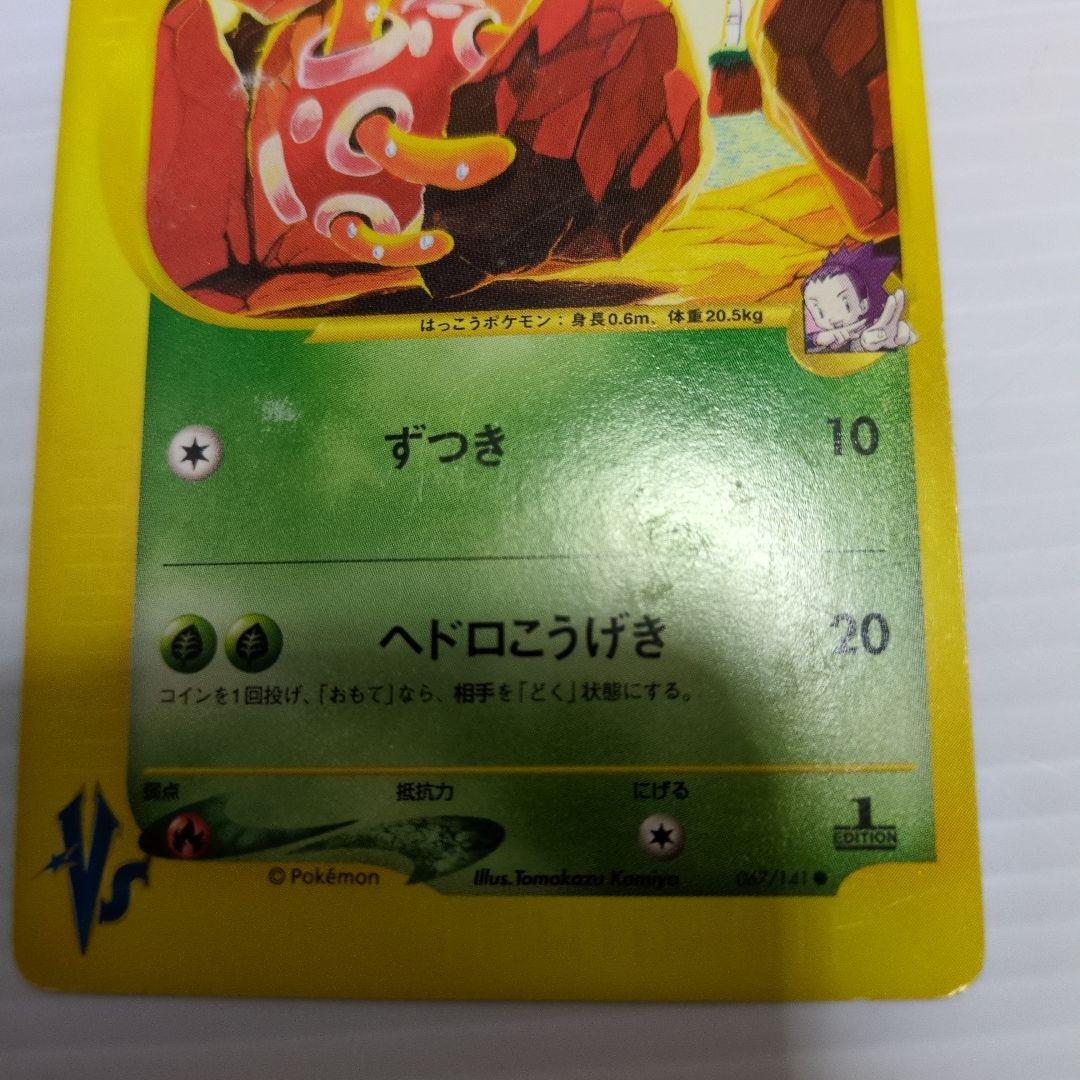 はっこうポケモン：身長0.6m、体重20.5kg
ずつき 10
ヘドロこうげき 20
コインを1回投げ、「おもて」なら、相手を「どく」状態にする。
弱点 抵抗力 にげる
1
EDITION
Vs
©Pokémon Illus.Tomokazu Komiya 067/141●